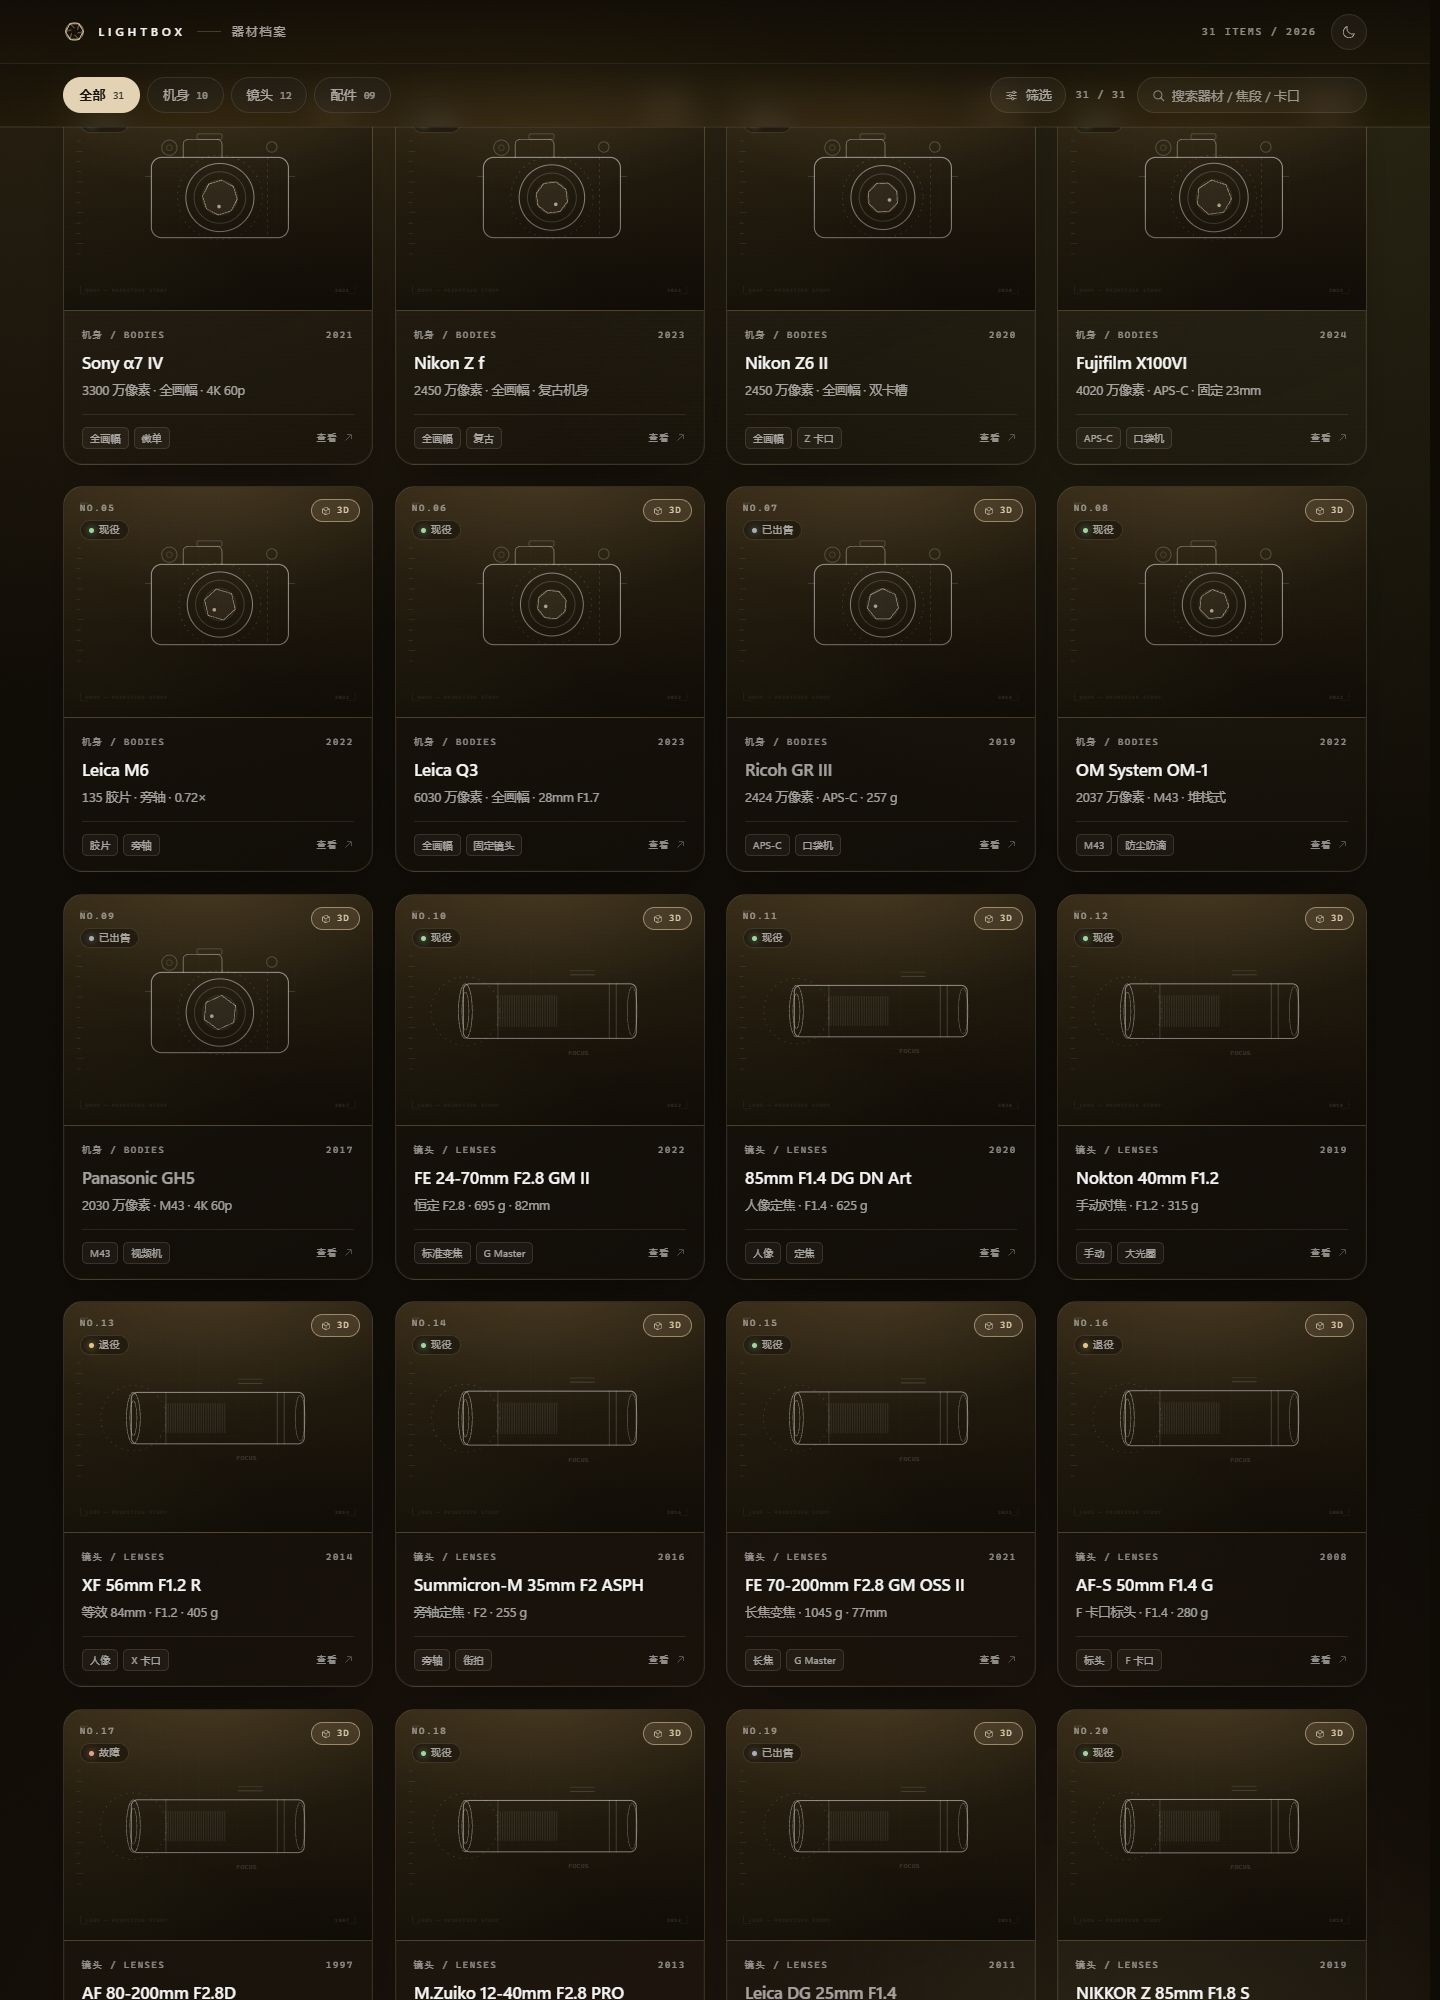 LIGHTBOX — 器材档案
31 ITEMS / 2026
全部 31 机身 10 镜头 12 配件 09
筛选 31 / 31 搜索器材 / 焦段 / 卡口
机身 / BODIES 2021
Sony α7 IV
3300 万像素 · 全画幅 · 4K 60p
全画幅 微单 查看 ↗
机身 / BODIES 2023
Nikon Z f
2450 万像素 · 全画幅 · 复古机身
全画幅 复古 查看 ↗
机身 / BODIES 2020
Nikon Z6 II
2450 万像素 · 全画幅 · 双卡槽
全画幅 Z 卡口 查看 ↗
机身 / BODIES 2024
Fujifilm X100VI
4020 万像素 · APS-C · 固定 23mm
APS-C 口袋机 查看 ↗
NO.05 3D
现役
机身 / BODIES 2022
Leica M6
135 胶片 · 旁轴 · 0.72×
胶片 旁轴 查看 ↗
NO.06 3D
现役
机身 / BODIES 2023
Leica Q3
6030 万像素 · 全画幅 · 28mm F1.7
全画幅 固定镜头 查看 ↗
NO.07 3D
已出售
机身 / BODIES 2019
Ricoh GR III
2424 万像素 · APS-C · 257 g
APS-C 口袋机 查看 ↗
NO.08 3D
现役
机身 / BODIES 2022
OM System OM-1
2037 万像素 · M43 · 堆栈式
M43 防尘防滴 查看 ↗
NO.09 3D
已出售
机身 / BODIES 2017
Panasonic GH5
2030 万像素 · M43 · 4K 60p
M43 视频机 查看 ↗
NO.10 3D
现役
FOCUS
镜头 / LENSES 2022
FE 24-70mm F2.8 GM II
恒定 F2.8 · 695 g · 82mm
标准变焦 G Master 查看 ↗
NO.11 3D
现役
FOCUS
镜头 / LENSES 2020
85mm F1.4 DG DN Art
人像定焦 · F1.4 · 625 g
人像 定焦 查看 ↗
NO.12 3D
现役
FOCUS
镜头 / LENSES 2019
Nokton 40mm F1.2
手动对焦 · F1.2 · 315 g
手动 大光圈 查看 ↗
NO.13 3D
退役
FOCUS
镜头 / LENSES 2014
XF 56mm F1.2 R
等效 84mm · F1.2 · 405 g
人像 X 卡口 查看 ↗
NO.14 3D
现役
FOCUS
镜头 / LENSES 2016
Summicron-M 35mm F2 ASPH
旁轴定焦 · F2 · 255 g
旁轴 街拍 查看 ↗
NO.15 3D
现役
FOCUS
镜头 / LENSES 2021
FE 70-200mm F2.8 GM OSS II
长焦变焦 · 1045 g · 77mm
长焦 G Master 查看 ↗
NO.16 3D
退役
FOCUS
镜头 / LENSES 2008
AF-S 50mm F1.4 G
F 卡口标头 · F1.4 · 280 g
标头 F 卡口 查看 ↗
NO.17 3D
故障
FOCUS
镜头 / LENSES 1997
AF 80-200mm F2.8D
NO.18 3D
现役
FOCUS
镜头 / LENSES 2013
M.Zuiko 12-40mm F2.8 PRO
NO.19 3D
已出售
FOCUS
镜头 / LENSES 2011
Leica DG 25mm F1.4
NO.20 3D
现役
FOCUS
镜头 / LENSES 2019
NIKKOR Z 85mm F1.8 S